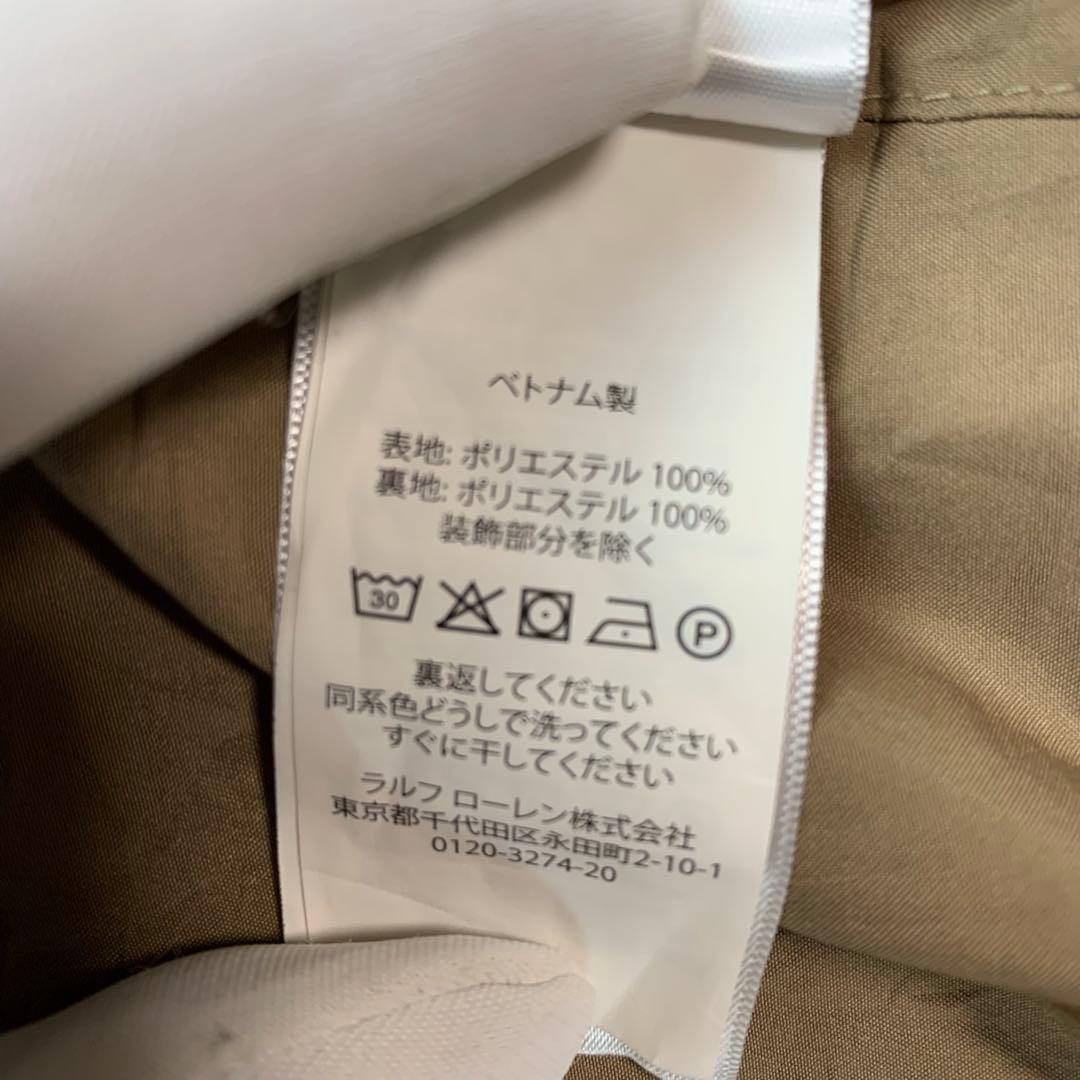 ベトナム製
表地: ポリエステル 100%
裏地: ポリエステル 100%
装飾部分を除く
30 P
裏返してください
同系色どうしで洗ってください
すぐに干してください
ラルフ ローレン株式会社
東京都千代田区永田町2-10-1
0120-3274-20